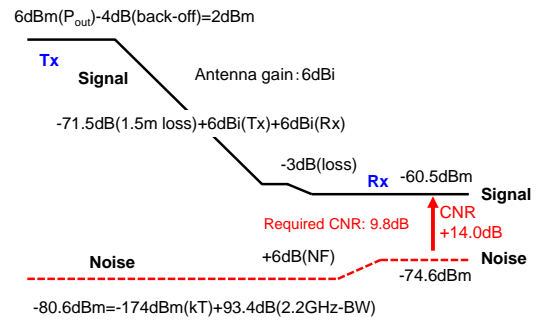 6dBm(Pout)-4dB(back-off)=2dBm
Tx
Signal
Antenna gain:6dBi
-71.5dB(1.5m loss)+6dBi(Tx)+6dBi(Rx)
-3dB(loss)
Rx
-60.5dBm
Signal
Required CNR: 9.8dB
CNR
+14.0dB
Noise
+6dB(NF)
Noise
-74.6dBm
-80.6dBm=-174dBm(kT)+93.4dB(2.2GHz-BW)